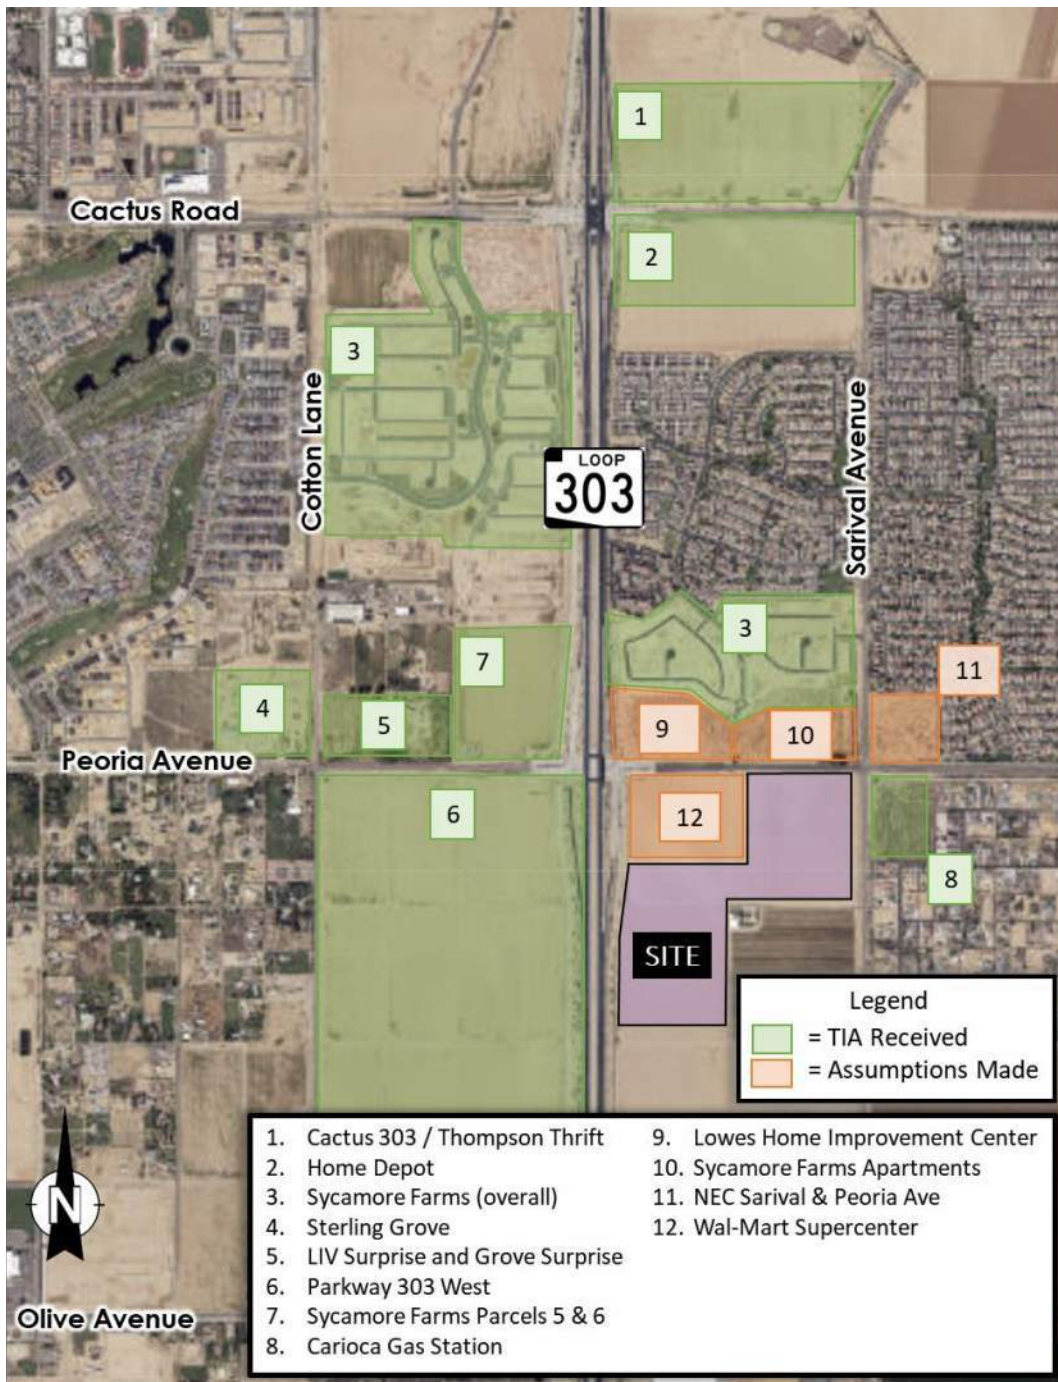 1
Cactus Road
2
3
Cotton Lane
LOOP
303
Sarival Avenue
3
7
11
4
5
9
10
Peoria Avenue
6
12
8
SITE
Legend
= TIA Received
= Assumptions Made
1. Cactus 303 / Thompson Thrift
2. Home Depot
3. Sycamore Farms (overall)
4. Sterling Grove
5. LIV Surprise and Grove Surprise
6. Parkway 303 West
7. Sycamore Farms Parcels 5 & 6
8. Carioca Gas Station
9. Lowes Home Improvement Center
10. Sycamore Farms Apartments
11. NEC Sarival & Peoria Ave
12. Wal-Mart Supercenter
N
Olive Avenue